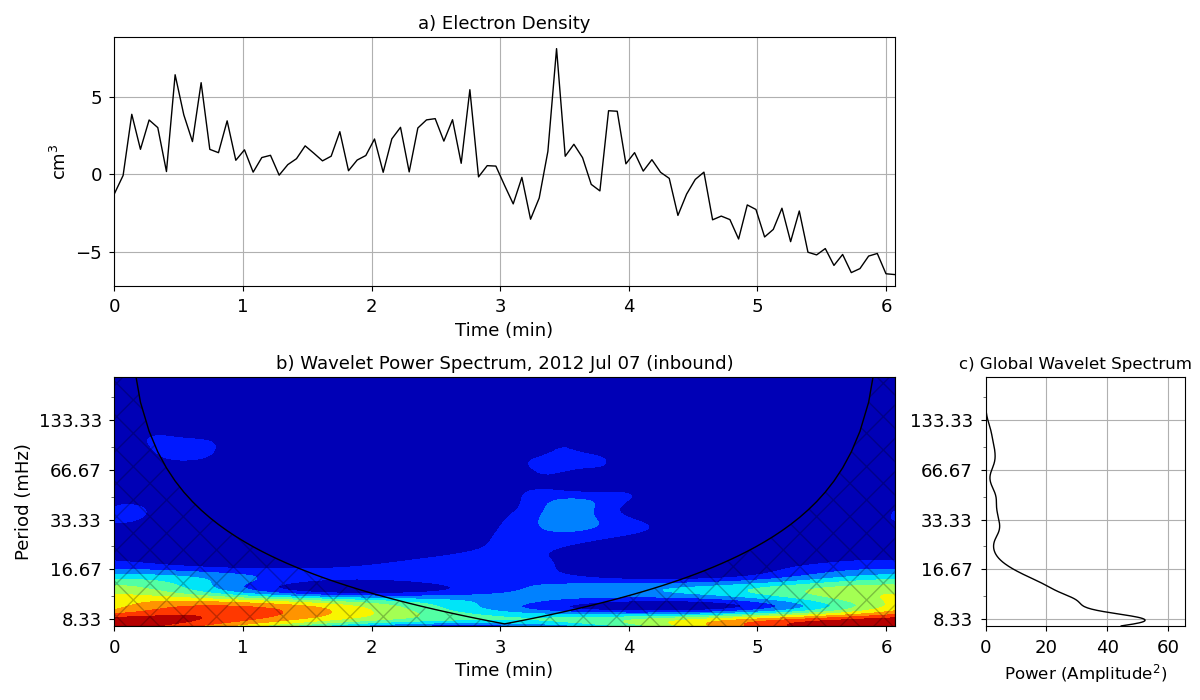 a) Electron Density
5
0
−5
cm³
0 1 2 3 4 5 6
Time (min)
b) Wavelet Power Spectrum, 2012 Jul 07 (inbound)
133.33
66.67
33.33
16.67
8.33
Period (mHz)
0 1 2 3 4 5 6
Time (min)
c) Global Wavelet Spectrum
133.33
66.67
33.33
16.67
8.33
0 20 40 60
Power (Amplitude²)